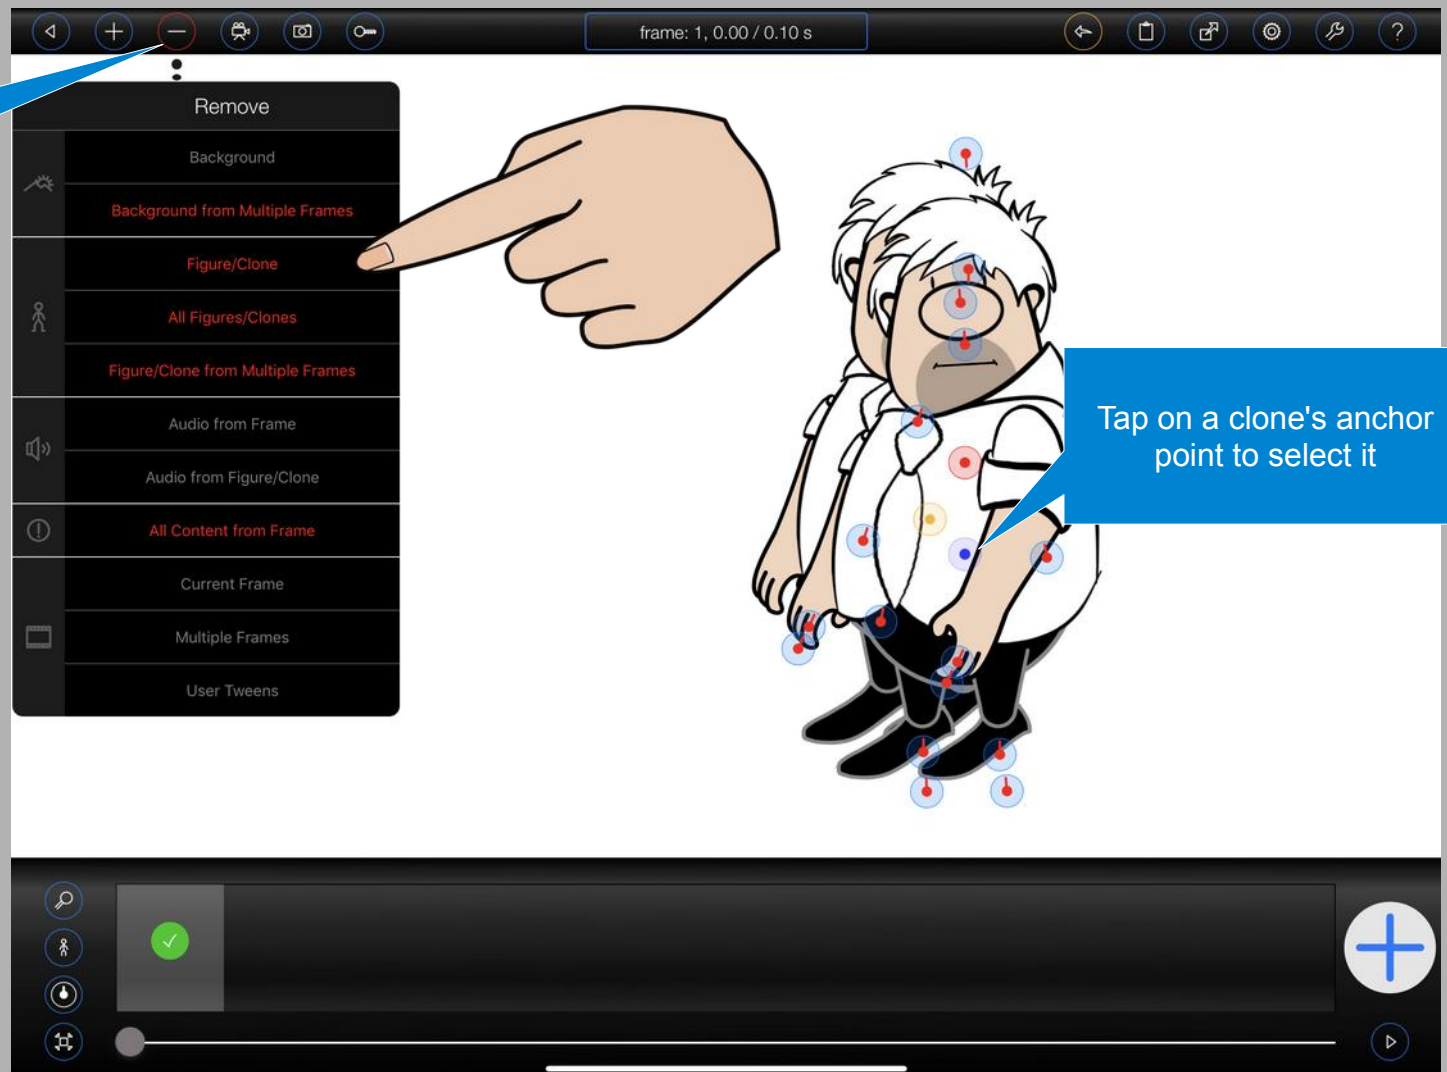 frame: 1, 0.00 / 0.10 s
?
Remove
Background
Background from Multiple Frames
Figure/Clone
All Figures/Clones
Figure/Clone from Multiple Frames
Audio from Frame
Audio from Figure/Clone
All Content from Frame
Current Frame
Multiple Frames
User Tweens
Tap on a clone's anchor
point to select it